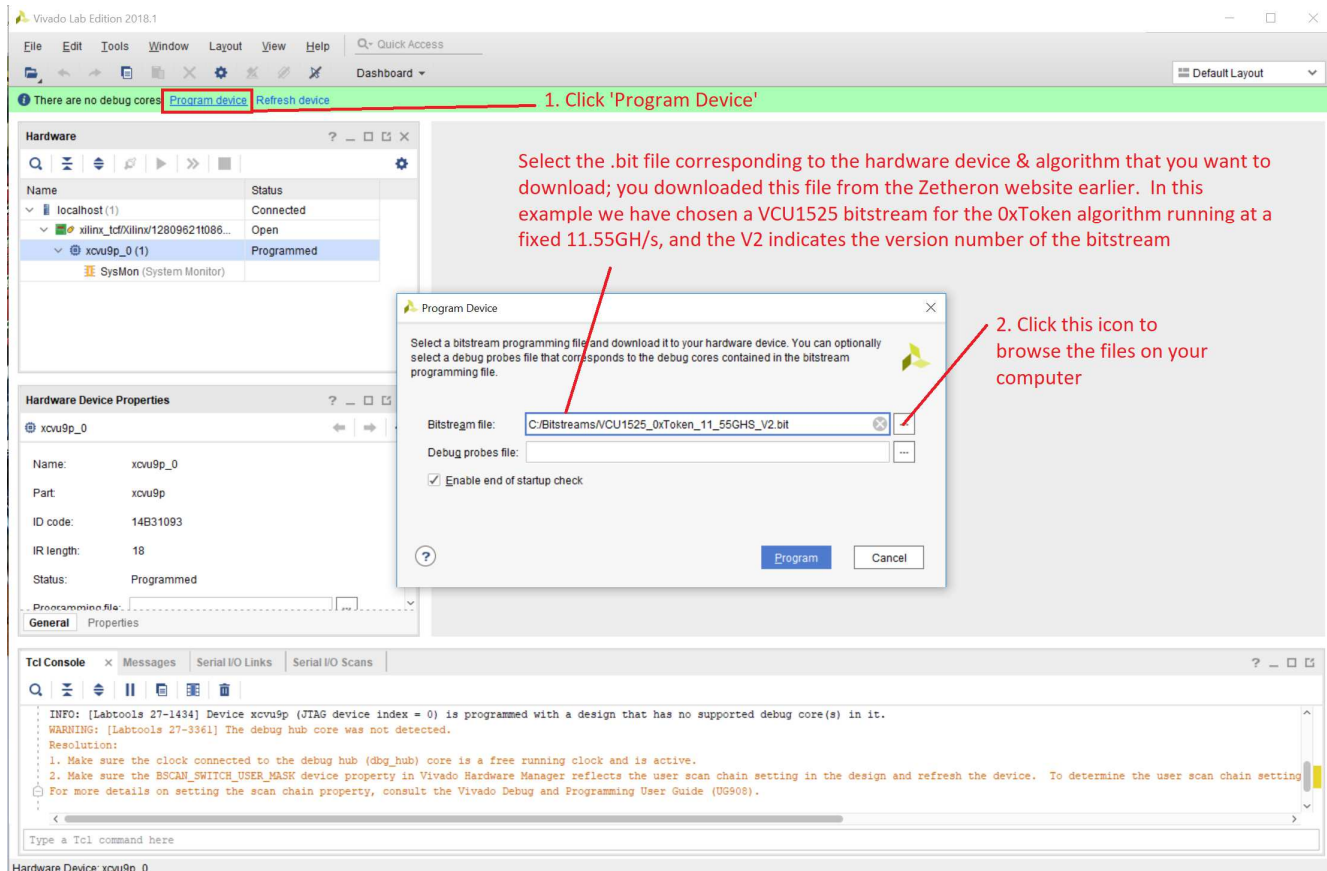 Vivado Lab Edition 2018.1
File Edit Tools Window Layout View Help Quick Access
Dashboard
Default Layout
There are no debug cores. Program device Refresh device
1. Click 'Program Device'
Hardware
Name Status
localhost (1) Connected
xilinx_tcf/Xilinx/12809621t086... Open
xcvu9p_0 (1) Programmed
SysMon (System Monitor)
Select the .bit file corresponding to the hardware device & algorithm that you want to
download; you downloaded this file from the Zetheron website earlier. In this
example we have chosen a VCU1525 bitstream for the 0xToken algorithm running at a
fixed 11.55GH/s, and the V2 indicates the version number of the bitstream
Program Device
Select a bitstream programming file and download it to your hardware device. You can optionally
select a debug probes file that corresponds to the debug cores contained in the bitstream
programming file.
Bitstream file: C:/Bitstreams/VCU1525_0xToken_11_55GHS_V2.bit
Debug probes file:
Enable end of startup check
Program Cancel
2. Click this icon to
browse the files on your
computer
Hardware Device Properties
xcvu9p_0
Name: xcvu9p_0
Part: xcvu9p
ID code: 14B31093
IR length: 18
Status: Programmed
Programming file:
General Properties
Tcl Console Messages Serial I/O Links Serial I/O Scans
INFO: [Labtools 27-1434] Device xcvu9p (JTAG device index = 0) is programmed with a design that has no supported debug core(s) in it.
WARNING: [Labtools 27-3361] The debug hub core was not detected.
Resolution:
1. Make sure the clock connected to the debug hub (dbg_hub) core is a free running clock and is active.
2. Make sure the BSCAN_SWITCH_USER_MASK device property in Vivado Hardware Manager reflects the user scan chain setting in the design and refresh the device. To determine the user scan chain setting
For more details on setting the scan chain property, consult the Vivado Debug and Programming User Guide (UG908).
Type a Tcl command here
Hardware Device: xcvu9p_0